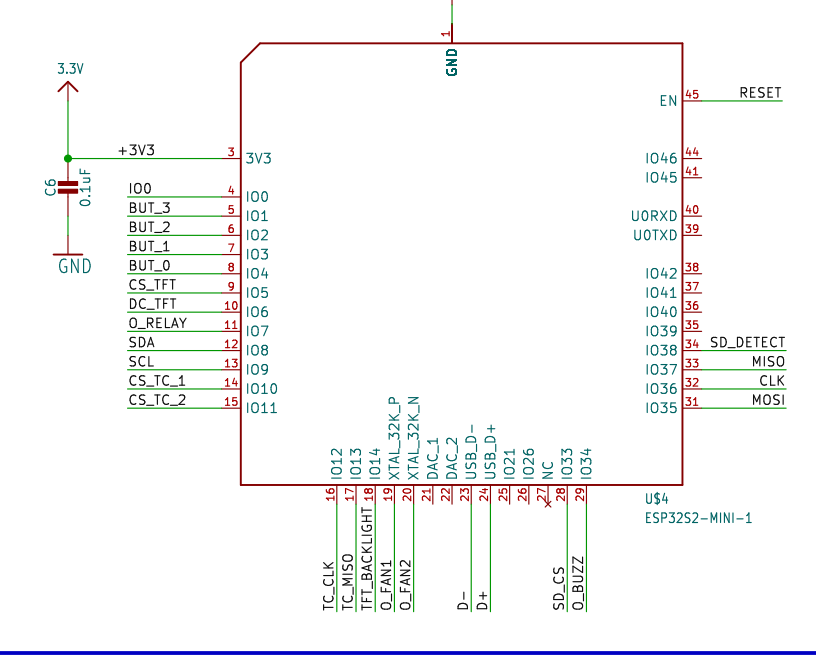 1
GND
3.3V
+3V3
C6
0.1uF
GND
3 3V3
IO0 4 IO0
BUT_3 5 IO1
BUT_2 6 IO2
BUT_1 7 IO3
BUT_0 8 IO4
CS_TFT 9 IO5
DC_TFT 10 IO6
O_RELAY 11 IO7
SDA 12 IO8
SCL 13 IO9
CS_TC_1 14 IO10
CS_TC_2 15 IO11
EN 45 RESET
IO46 44
IO45 41
U0RXD 40
U0TXD 39
IO42 38
IO41 37
IO40 36
IO39 35
IO38 34 SD_DETECT
IO37 33 MISO
IO36 32 CLK
IO35 31 MOSI
TC_CLK 16 IO12
TC_MISO 17 IO13
TFT_BACKLIGHT 18 IO14
O_FAN1 19 XTAL_32K_P
O_FAN2 20 XTAL_32K_N
21 DAC_1
22 DAC_2
D- 23 USB_D-
D+ 24 USB_D+
25 IO21
26 IO26
27 NC
SD_CS 28 IO33
O_BUZZ 29 IO34
U$4
ESP32S2-MINI-1